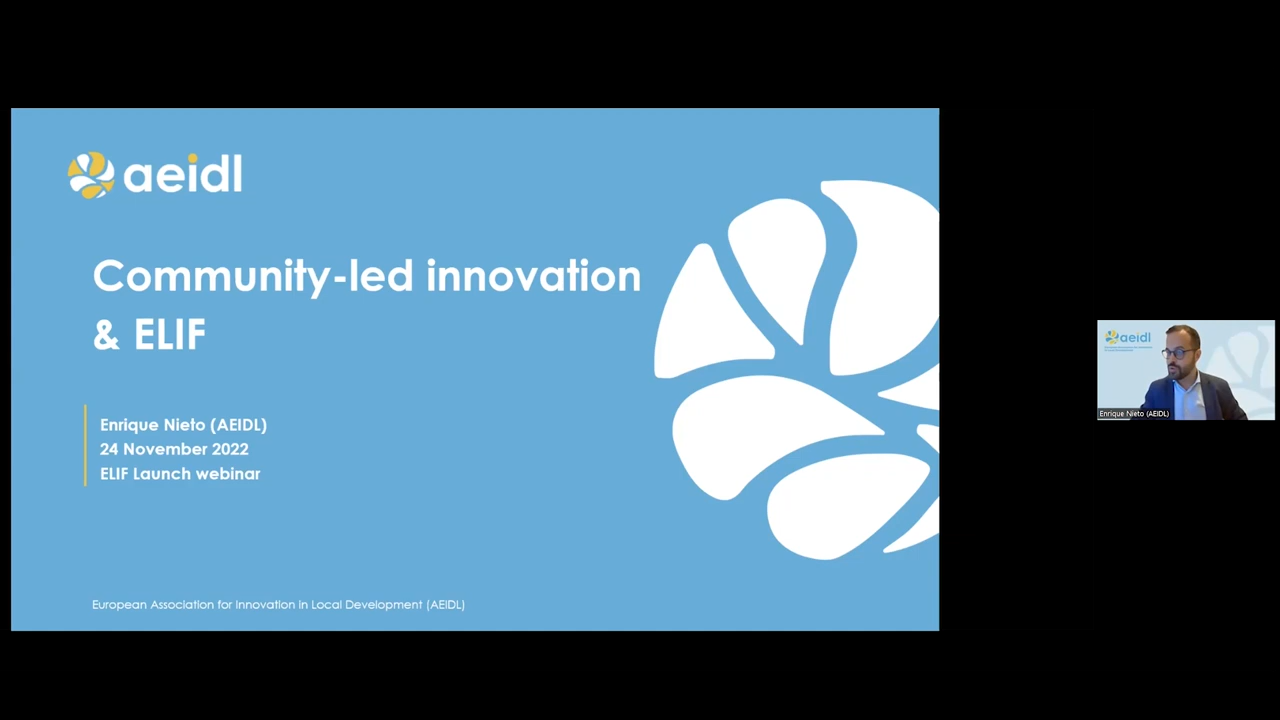 aeidl
Community-led innovation
& ELIF
Enrique Nieto (AEIDL)
24 November 2022
ELIF Launch webinar
European Association for Innovation in Local Development (AEIDL)
aeidl
Enrique Nieto (AEIDL)